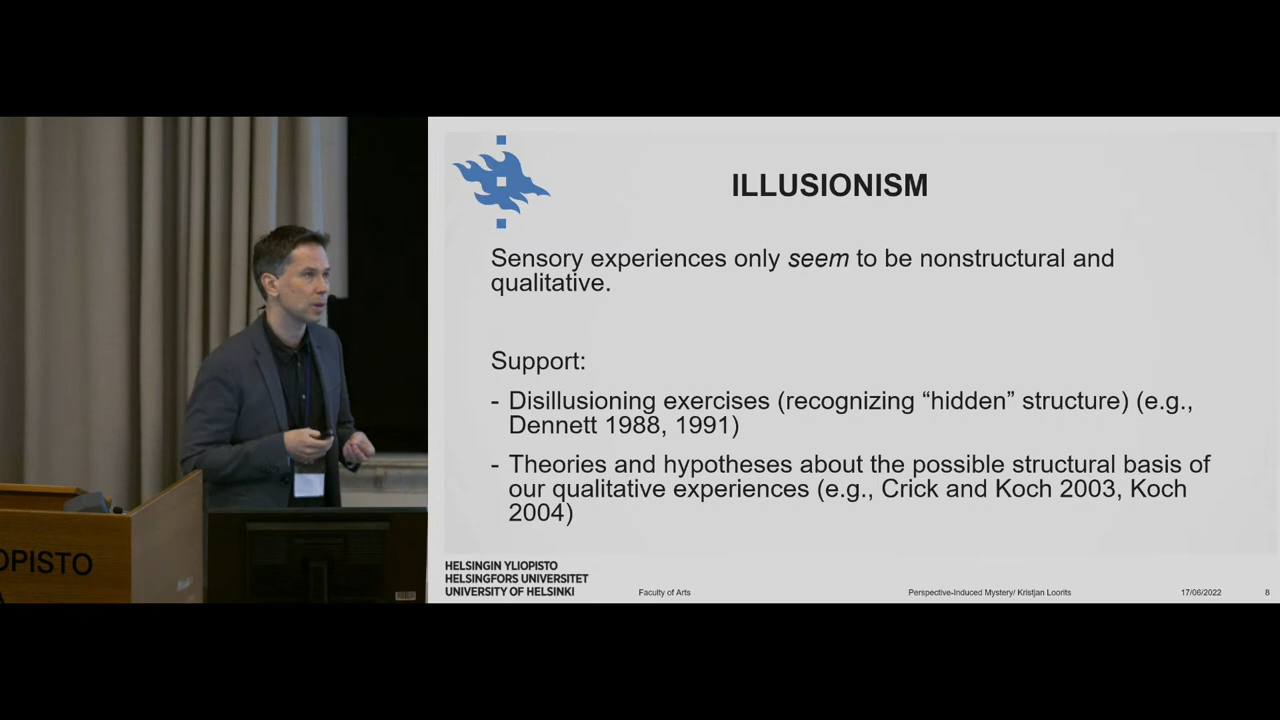 ILLUSIONISM
Sensory experiences only seem to be nonstructural and
qualitative.
Support:
- Disillusioning exercises (recognizing “hidden” structure) (e.g.,
Dennett 1988, 1991)
- Theories and hypotheses about the possible structural basis of
our qualitative experiences (e.g., Crick and Koch 2003, Koch
2004)
HELSINGIN YLIOPISTO
HELSINGFORS UNIVERSITET
UNIVERSITY OF HELSINKI
Faculty of Arts
Perspective-Induced Mystery/ Kristjan Loorits
17/06/2022
8
OPISTO